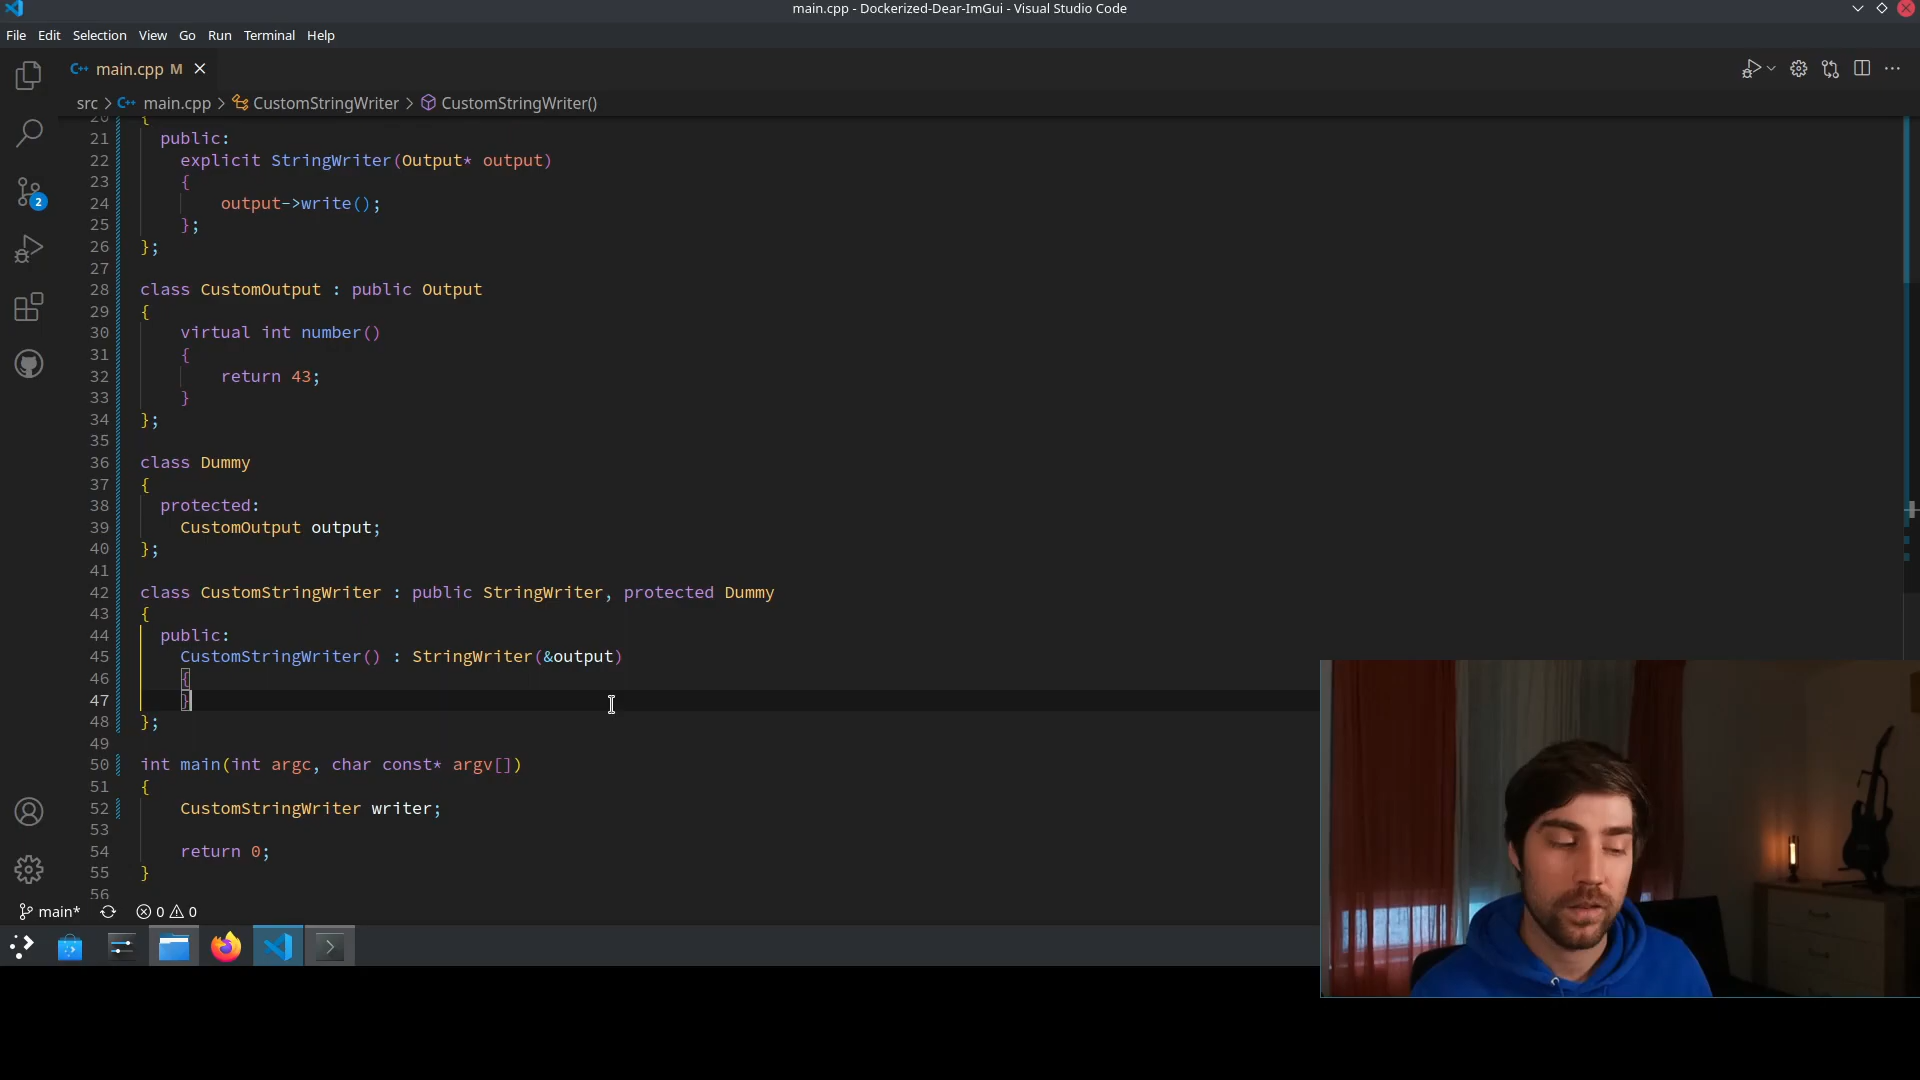 main.cpp - Dockerized-Dear-ImGui - Visual Studio Code
File Edit Selection View Go Run Terminal Help
C++ main.cpp M
src > C++ main.cpp > CustomStringWriter > CustomStringWriter()
20 {
21 public:
22 explicit StringWriter(Output* output)
23 {
24 output->write();
25 };
26 };
27
28 class CustomOutput : public Output
29 {
30 virtual int number()
31 {
32 return 43;
33 }
34 };
35
36 class Dummy
37 {
38 protected:
39 CustomOutput output;
40 };
41
42 class CustomStringWriter : public StringWriter, protected Dummy
43 {
44 public:
45 CustomStringWriter() : StringWriter(&output)
46 {
47 }
48 };
49
50 int main(int argc, char const* argv[])
51 {
52 CustomStringWriter writer;
53
54 return 0;
55 }
56
2
main* 0 0